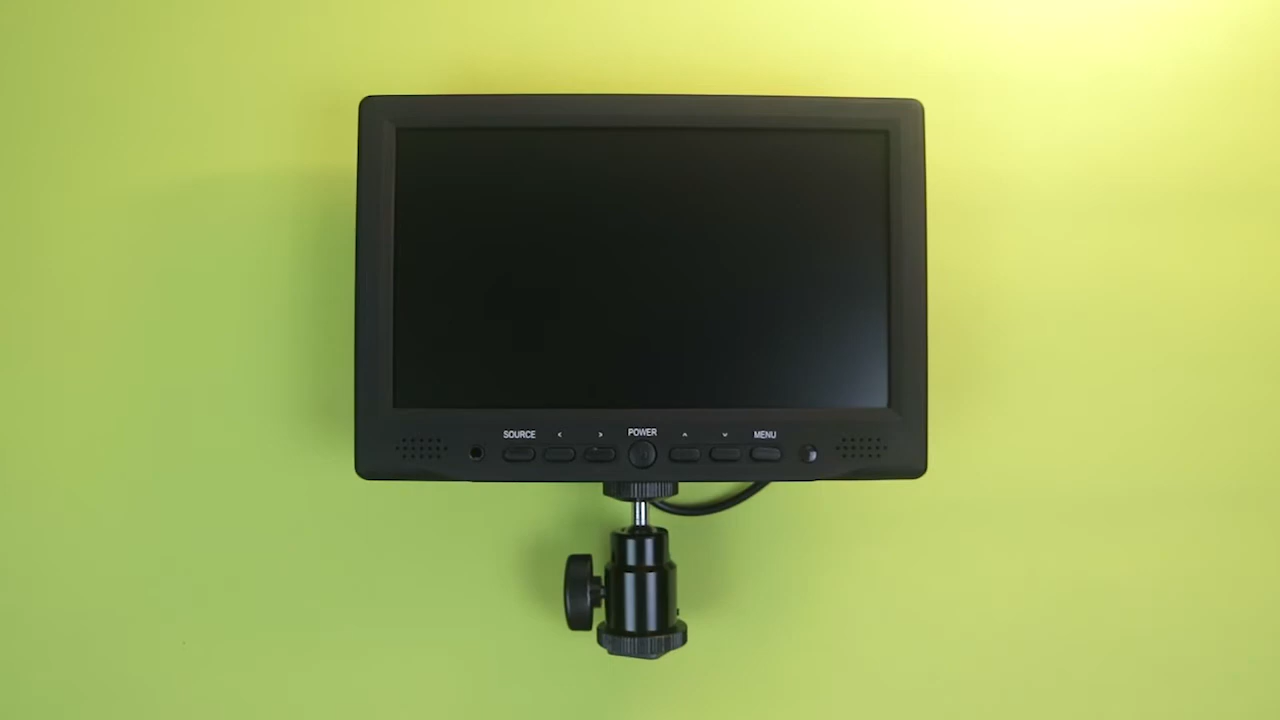 SOURCE < > POWER ^ ⌄ MENU